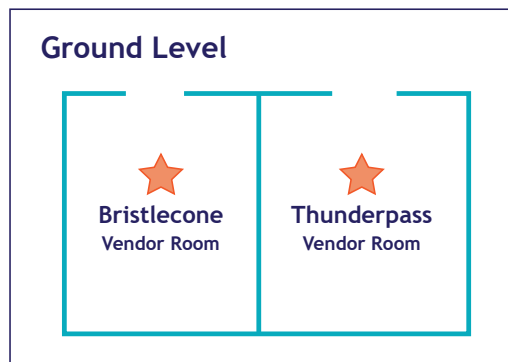 Ground Level
Bristlecone
Vendor Room
Thunderpass
Vendor Room